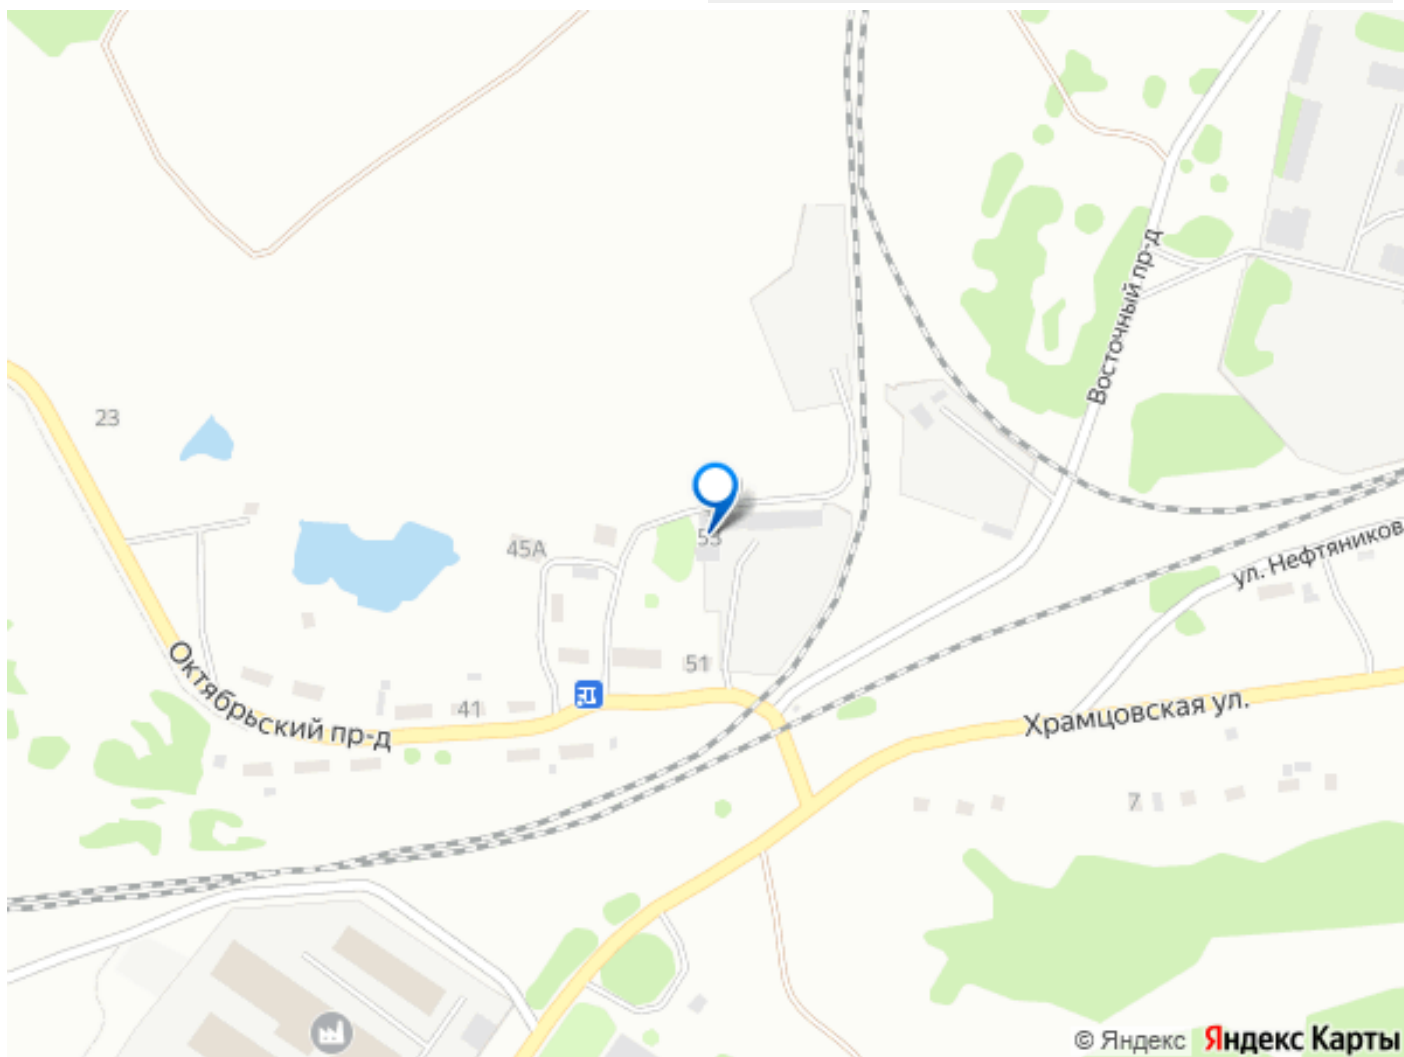 Восточный пр-д
23
53
45А
ул. Нефтяников
51
Октябрьский пр-д
41
Храмцовская ул.
7
© Яндекс Яндекс Карты